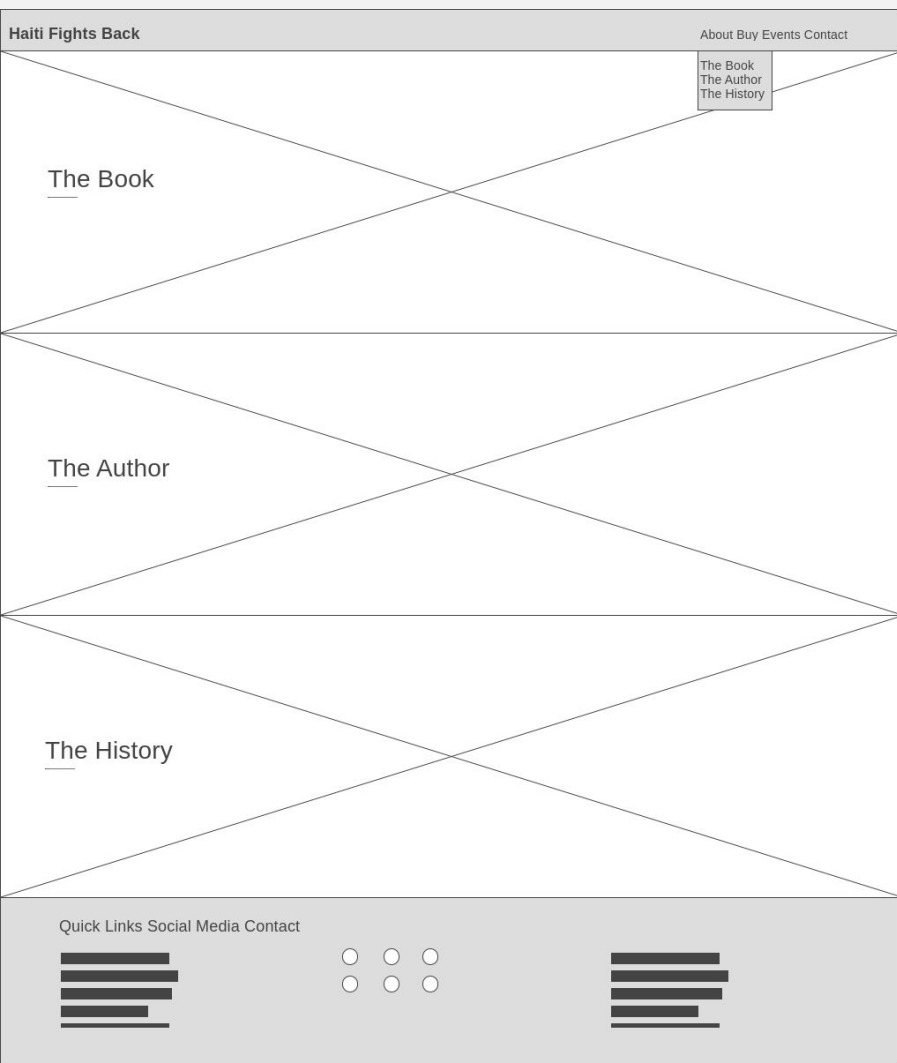 Haiti Fights Back
About Buy Events Contact
The Book
The Author
The History
The Book
The Author
The History
Quick Links Social Media Contact